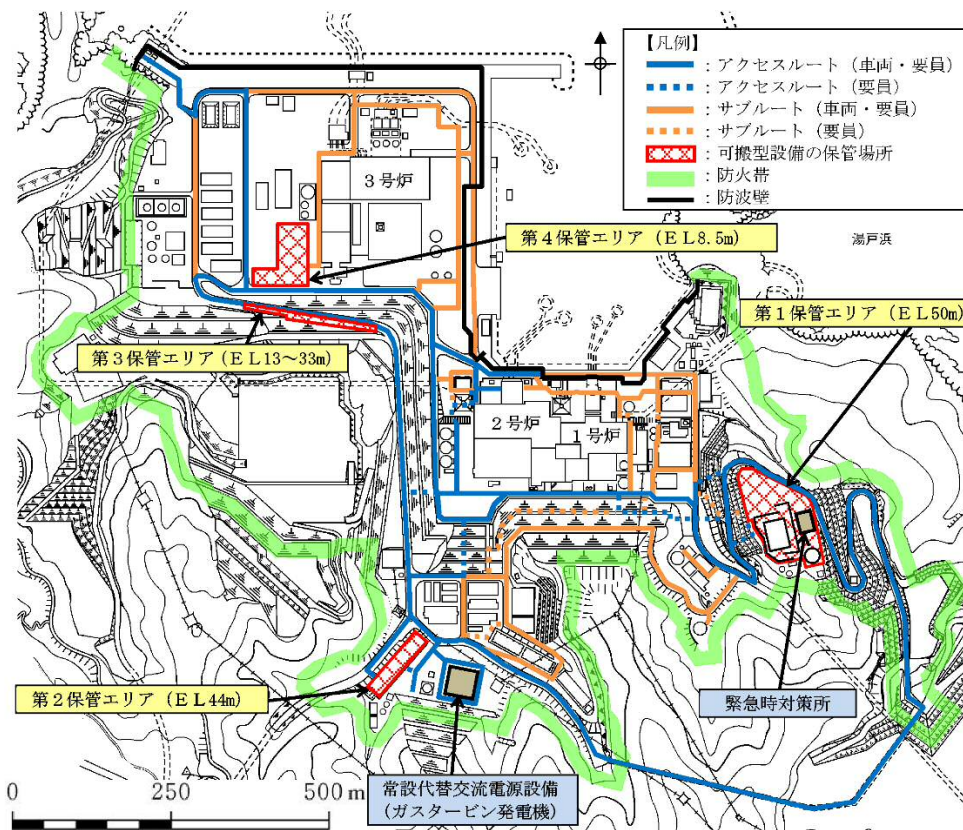 【凡例】
：アクセスルート（車両・要員）
：アクセスルート（要員）
：サブルート（車両・要員）
：サブルート（要員）
：可搬型設備の保管場所
：防火帯
：防波壁
3号炉
第4保管エリア（EL8.5m）
湯戸浜
第1保管エリア（EL50m）
第3保管エリア（EL13～33m）
2号炉
1号炉
第2保管エリア（EL44m）
緊急時対策所
常設代替交流電源設備
（ガスタービン発電機）
0 250 500 m